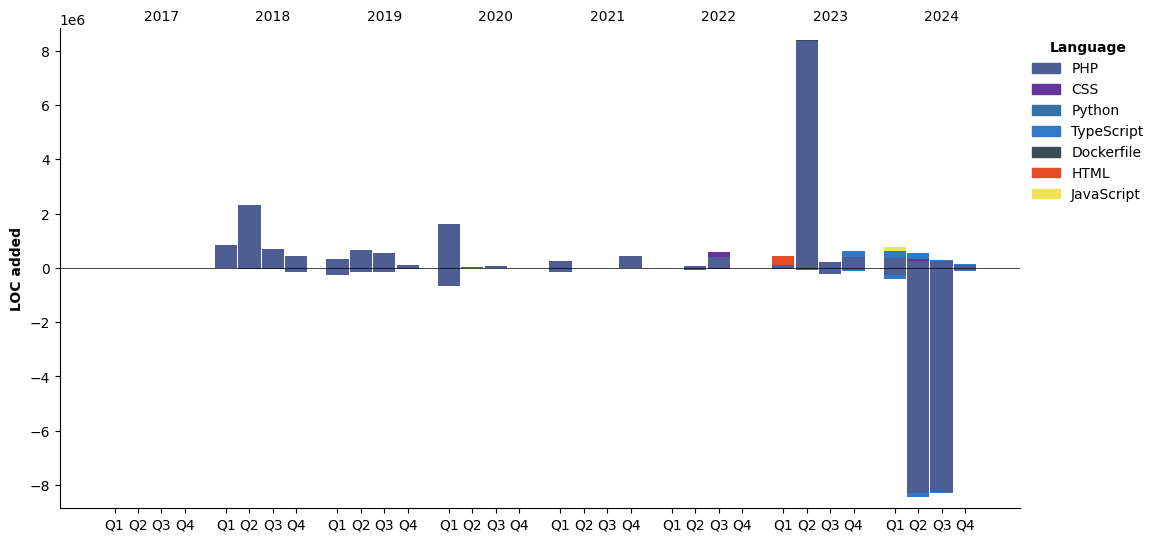 1e6 2017 2018 2019 2020 2021 2022 2023 2024
Language
PHP
CSS
Python
TypeScript
Dockerfile
HTML
JavaScript
LOC added
8
6
4
2
0
−2
−4
−6
−8
Q1 Q2 Q3 Q4 Q1 Q2 Q3 Q4 Q1 Q2 Q3 Q4 Q1 Q2 Q3 Q4 Q1 Q2 Q3 Q4 Q1 Q2 Q3 Q4 Q1 Q2 Q3 Q4 Q1 Q2 Q3 Q4